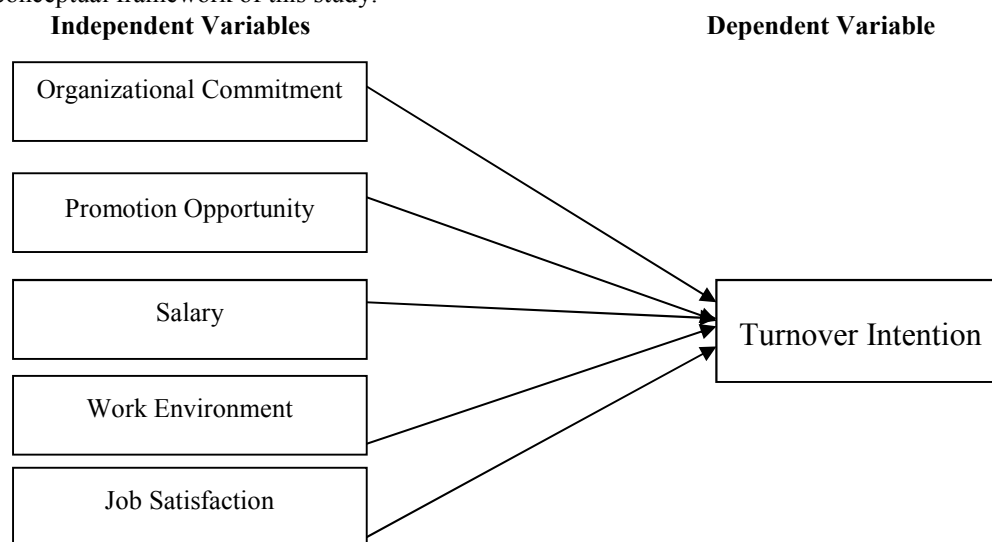 conceptual framework of this study.
Independent Variables
Dependent Variable
Organizational Commitment
Promotion Opportunity
Salary
Work Environment
Job Satisfaction
Turnover Intention